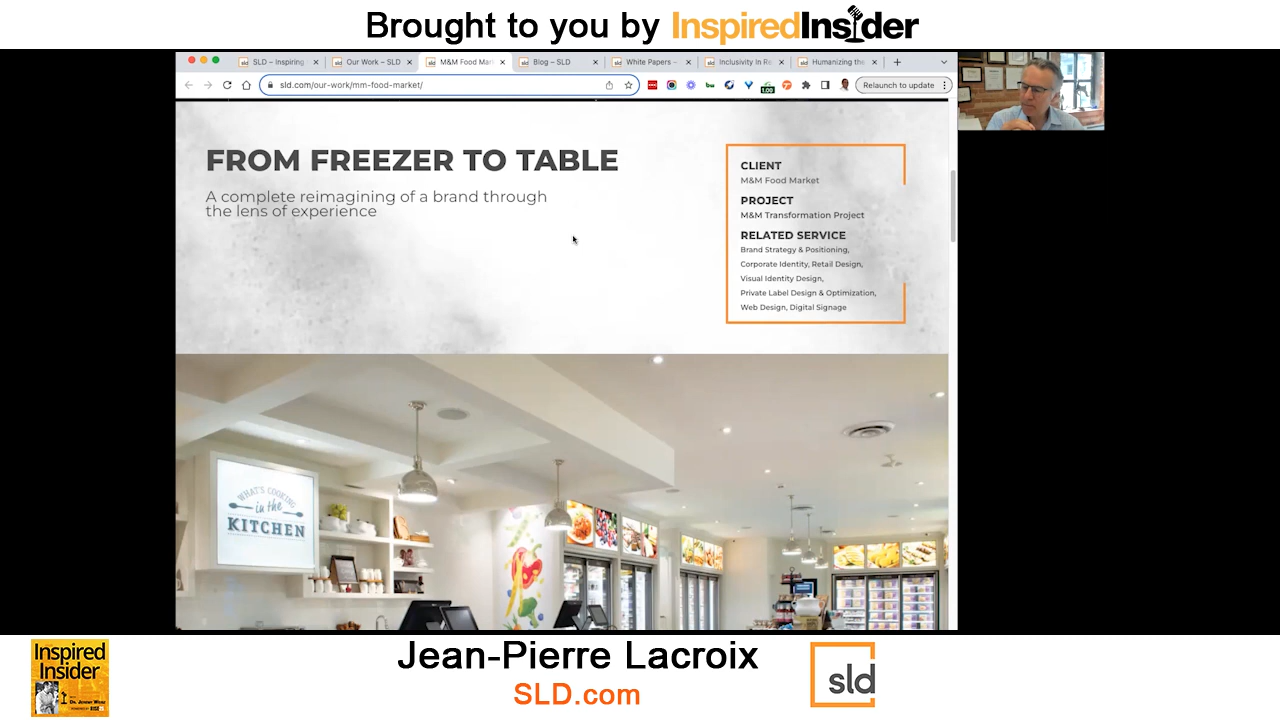 Brought to you by InspiredInsider
SLD – Inspiring
Our Work – SLD
M&M Food Mar
Blog – SLD
White Papers –
Inclusivity In Re
Humanizing the
sld.com/our-work/mm-food-market/
1.00
Relaunch to update
FROM FREEZER TO TABLE
A complete reimagining of a brand through
the lens of experience
CLIENT
M&M Food Market
PROJECT
M&M Transformation Project
RELATED SERVICE
Brand Strategy & Positioning,
Corporate Identity, Retail Design,
Visual Identity Design,
Private Label Design & Optimization,
Web Design, Digital Signage
WHAT'S COOKING
in the
KITCHEN
Inspired
Insider
Jean-Pierre Lacroix
SLD.com
sld